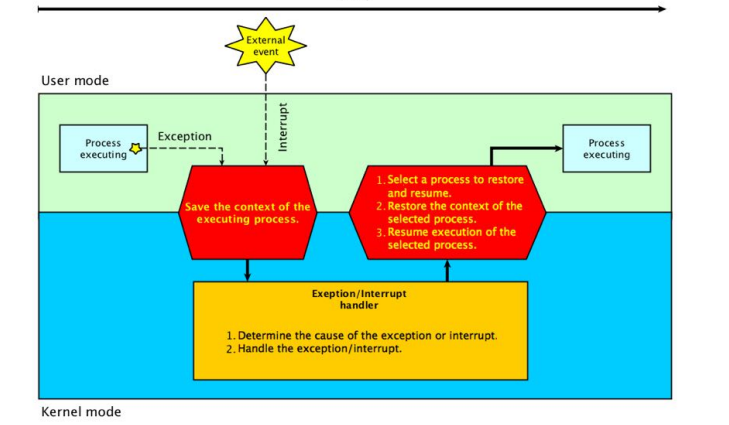 External
event
User mode
Process
executing
Exception
Interrupt
Process
executing
Save the context of the
executing process.
1. Select a process to restore
and resume.
2. Restore the context of the
selected process.
3. Resume execution of the
selected process.
Exeption/Interrupt
handler
1. Determine the cause of the exception or interrupt.
2. Handle the exception/interrupt.
Kernel mode